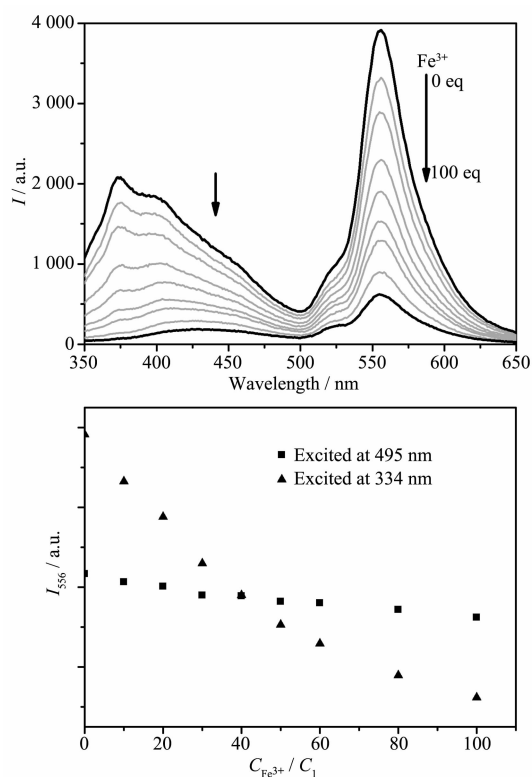 4 000
3 000
2 000
1 000
0
I / a.u.
Fe³⁺
0 eq
100 eq
350 400 450 500 550 600 650
Wavelength / nm
■ Excited at 495 nm
▲ Excited at 334 nm
I₅₅₆ / a.u.
0 20 40 60 80 100
C_Fe³⁺ / C₁